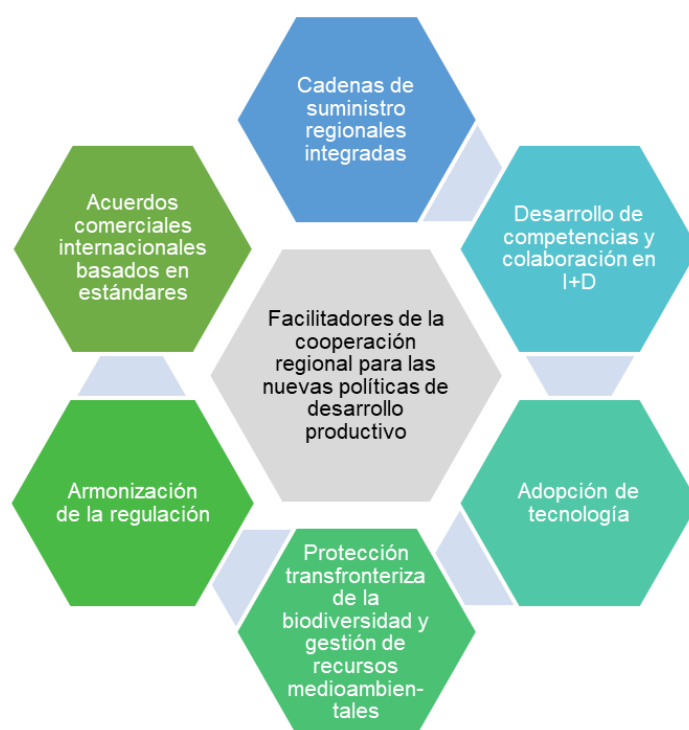 Cadenas de
suministro
regionales
integradas
Desarrollo de
competencias y
colaboración en
I+D
Adopción de
tecnología
Protección
transfronteriza
de la
biodiversidad y
gestión de
recursos
medioambien-
tales
Armonización
de la regulación
Acuerdos
comerciales
internacionales
basados en
estándares
Facilitadores de la
cooperación
regional para las
nuevas políticas de
desarrollo
productivo